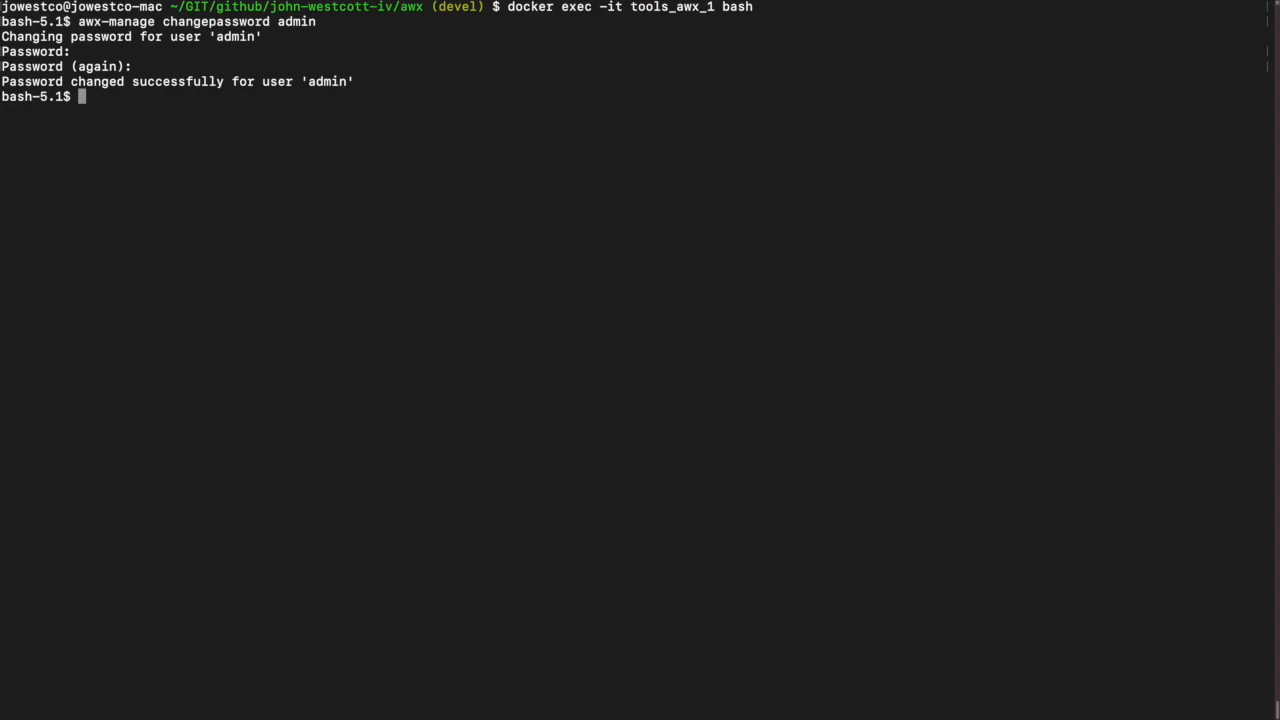 jowestco@jowestco-mac ~/GIT/github/john-westcott-iv/awx (devel) $ docker exec -it tools_awx_1 bash
bash-5.1$ awx-manage changepassword admin
Changing password for user 'admin'
Password:
Password (again):
Password changed successfully for user 'admin'
bash-5.1$